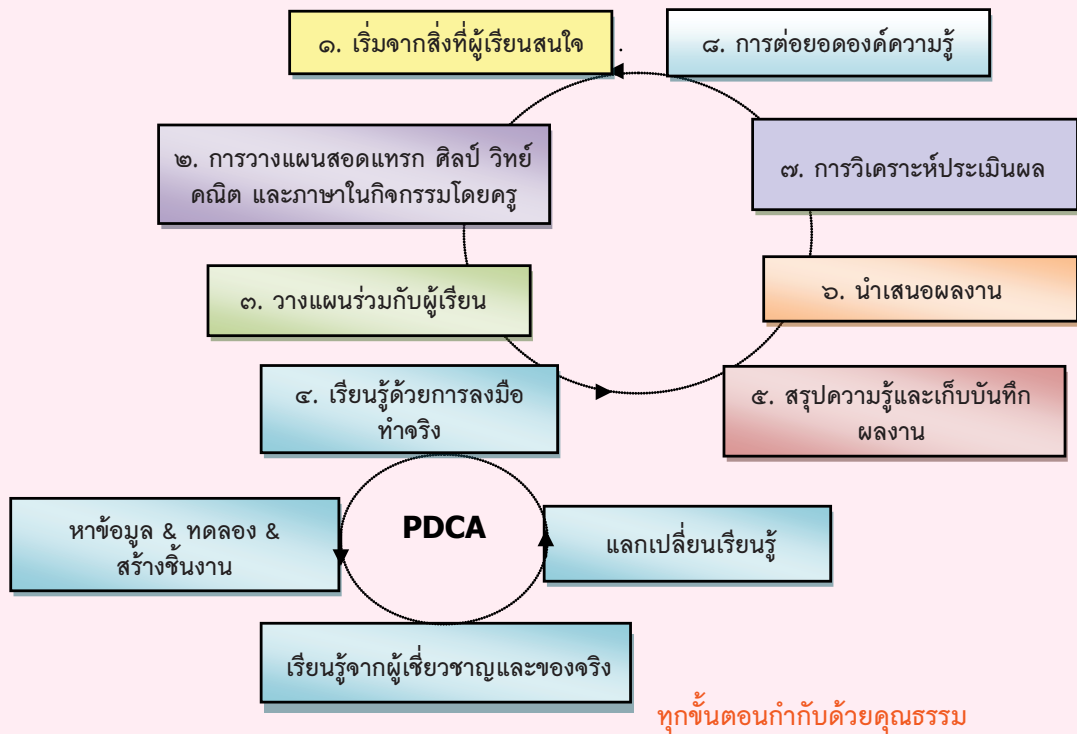 ๑. เริ่มจากสิ่งที่ผู้เรียนสนใจ
๒. การวางแผนสอดแทรก ศิลป์ วิทย์
คณิต และภาษาในกิจกรรมโดยครู
๓. วางแผนร่วมกับผู้เรียน
๔. เรียนรู้ด้วยการลงมือ
ทำจริง
๕. สรุปความรู้และเก็บบันทึก
ผลงาน
๖. นำเสนอผลงาน
๗. การวิเคราะห์ประเมินผล
๘. การต่อยอดองค์ความรู้
PDCA
หาข้อมูล & ทดลอง &
สร้างชิ้นงาน
เรียนรู้จากผู้เชี่ยวชาญและของจริง
แลกเปลี่ยนเรียนรู้
ทุกขั้นตอนกำกับด้วยคุณธรรม